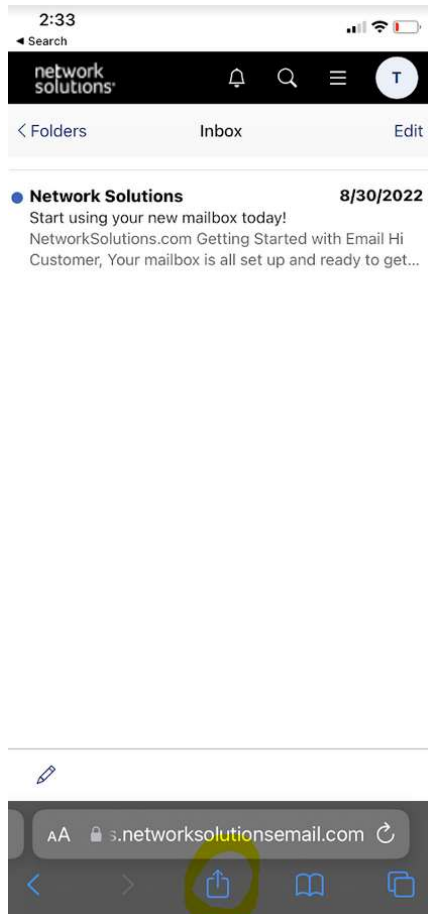 2:33
Search
network
solutions
T
Folders
Inbox
Edit
Network Solutions
8/30/2022
Start using your new mailbox today!
NetworkSolutions.com Getting Started with Email Hi
Customer, Your mailbox is all set up and ready to get...
AA
s.networksolutionsemail.com